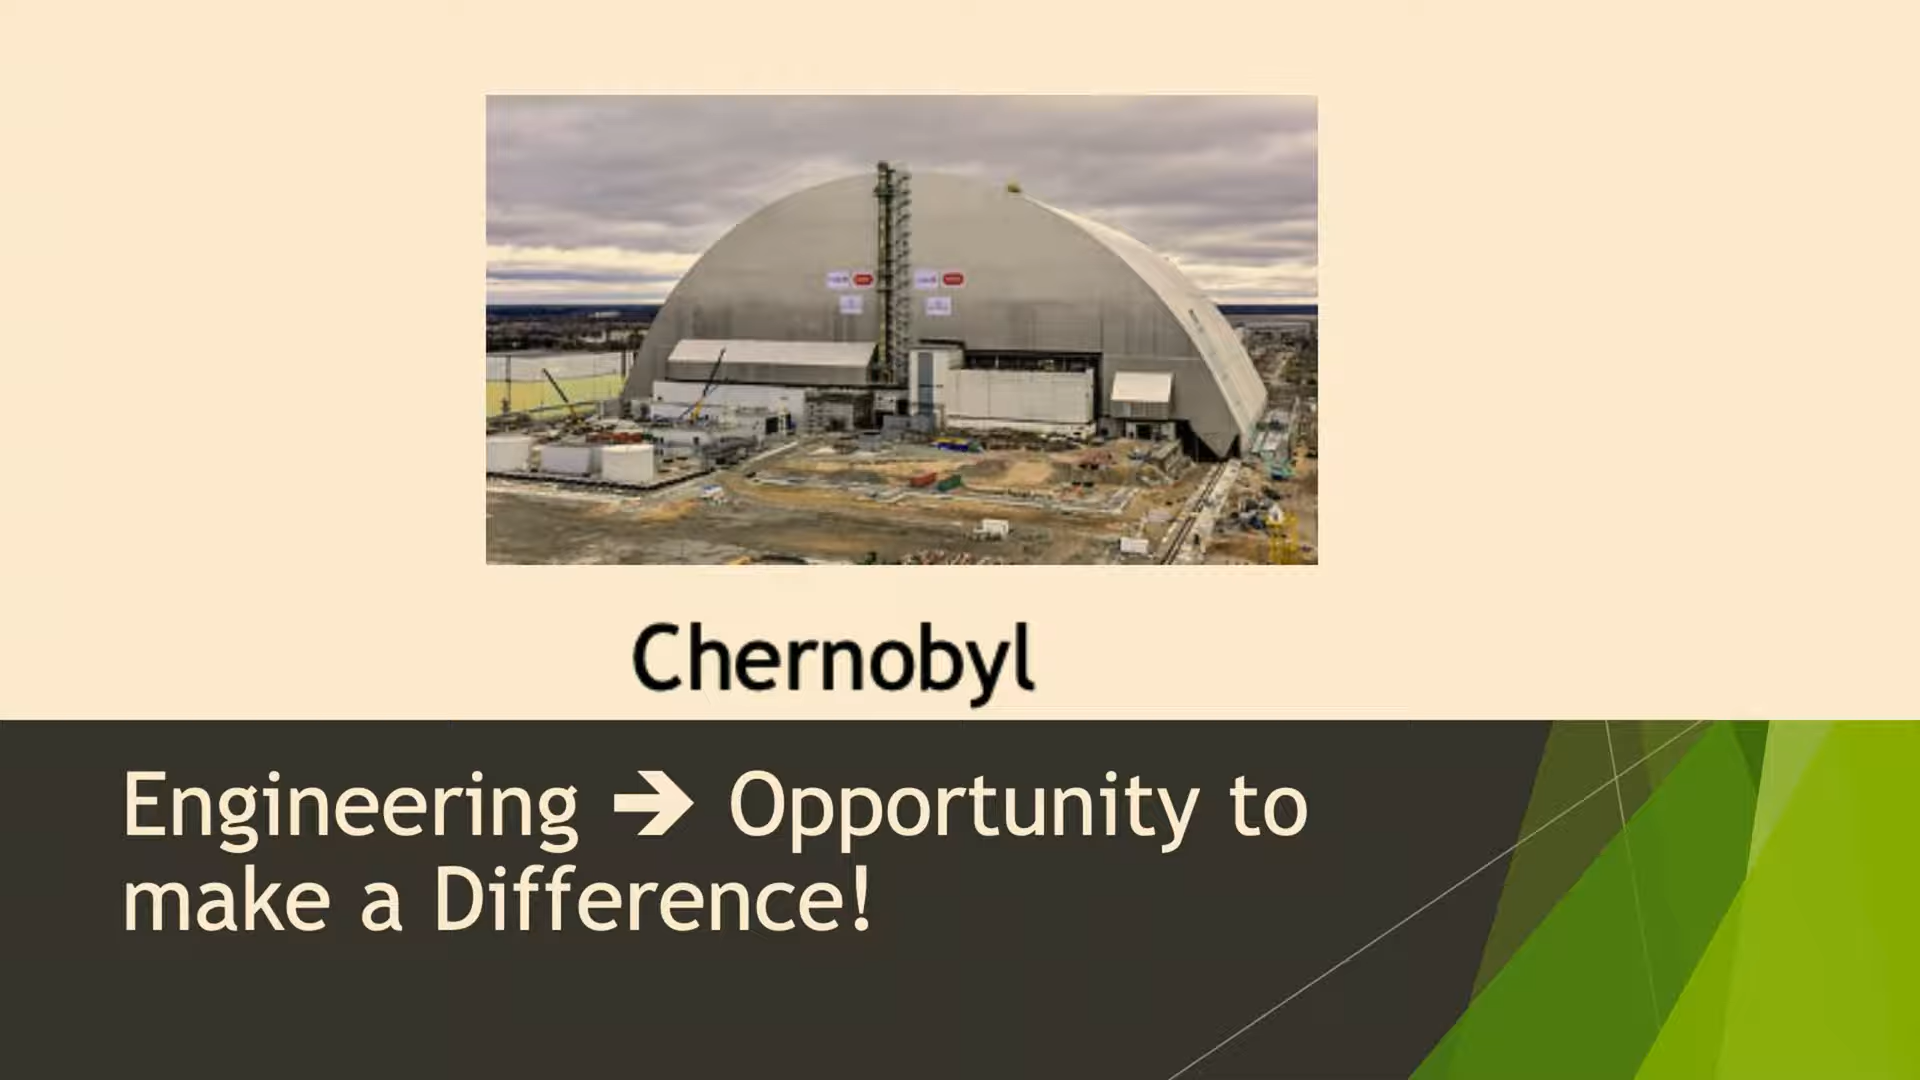 Chernobyl
Engineering ➔ Opportunity to
make a Difference!